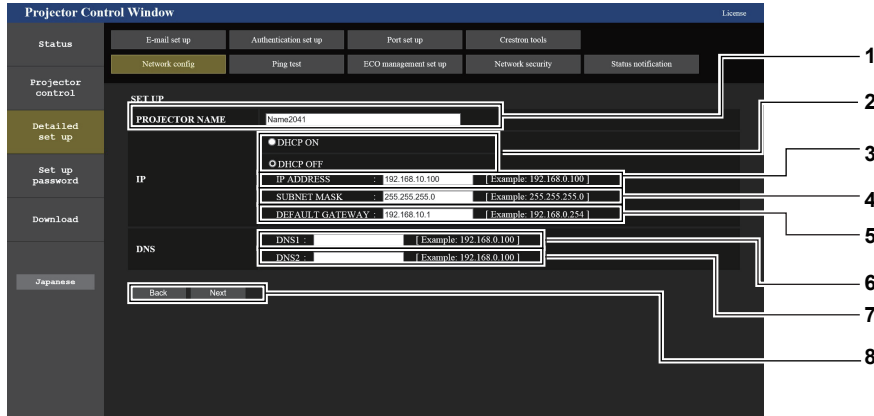 Projector Control Window License
Status
E-mail set up Authentication set up Port set up Crestron tools
Network config Ping test ECO management set up Network security Status notification
1
Projector
control
SET UP
2
PROJECTOR NAME Name2041
Detailed
set up
DHCP ON
3
DHCP OFF
Set up
password
IP
IP ADDRESS : 192.168.10.100 [ Example: 192.168.0.100 ]
SUBNET MASK : 255.255.255.0 [ Example: 255.255.255.0 ]
4
DEFAULT GATEWAY : 192.168.10.1 [ Example: 192.168.0.254 ]
Download
5
DNS
DNS1 : [ Example: 192.168.0.100 ]
DNS2 : [ Example: 192.168.0.100 ]
6
Japanese
Back Next
7
8